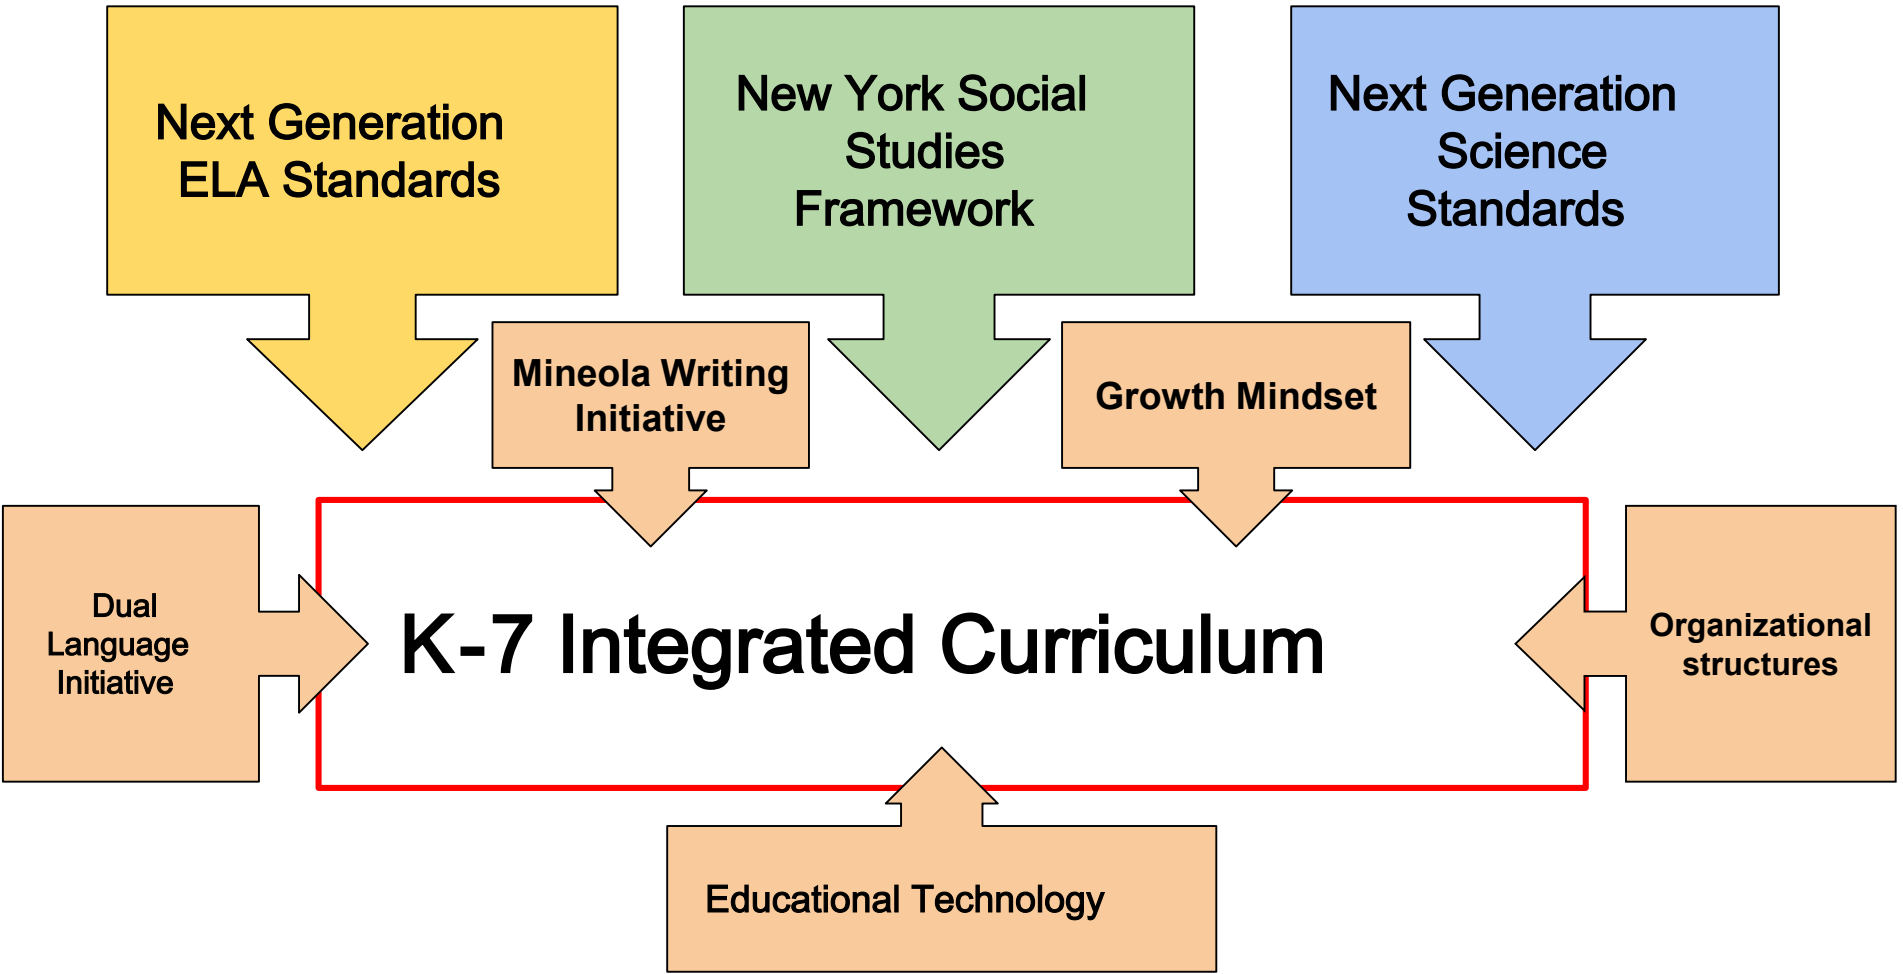 Next Generation
ELA Standards
New York Social
Studies
Framework
Next Generation
Science
Standards
Mineola Writing
Initiative
Growth Mindset
Dual
Language
Initiative
K-7 Integrated Curriculum
Organizational
structures
Educational Technology